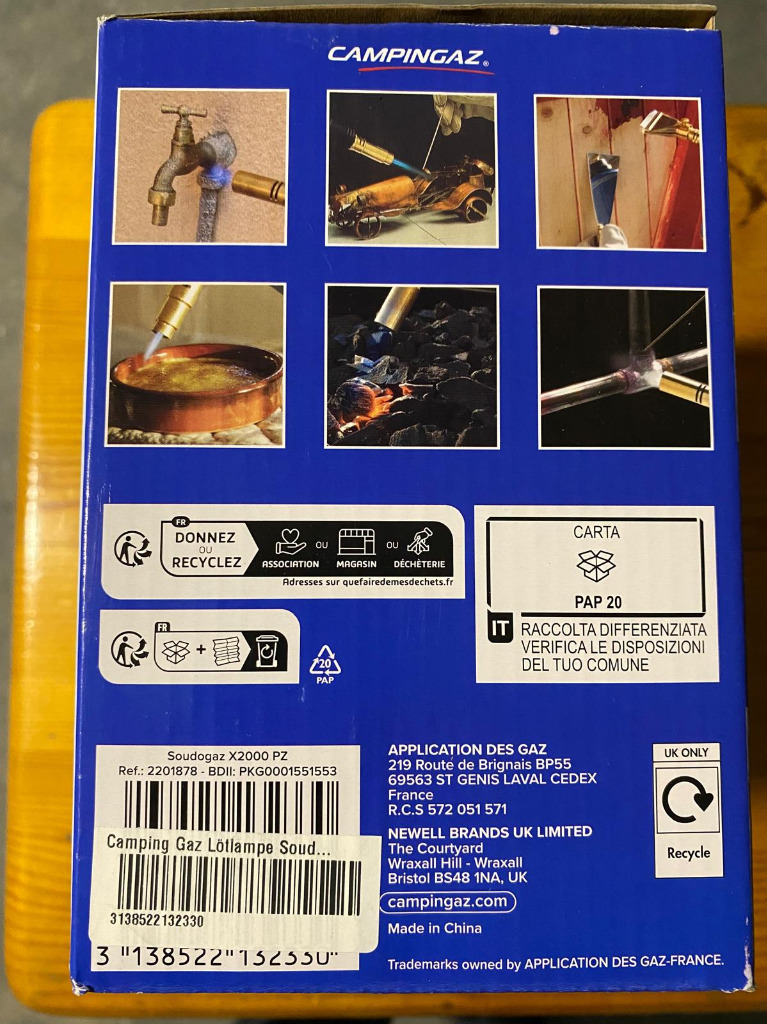 CAMPINGAZ®
FR
DONNEZ
OU
RECYCLEZ
ASSOCIATION
OU
MAGASIN
OU
DÉCHÈTERIE
Adresses sur quefairedemesdechets.fr
FR
+
20
PAP
CARTA
PAP 20
IT
RACCOLTA DIFFERENZIATA
VERIFICA LE DISPOSIZIONI
DEL TUO COMUNE
Soudogaz X2000 PZ
Ref.: 2201878 - BDII: PKG0001551553
Camping Gaz Lötlampe Soud...
3138522132330
3 "138522"132330"
APPLICATION DES GAZ
219 Route de Brignais BP55
69563 ST GENIS LAVAL CEDEX
France
R.C.S 572 051 571
NEWELL BRANDS UK LIMITED
The Courtyard
Wraxall Hill - Wraxall
Bristol BS48 1NA, UK
campingaz.com
Made in China
Trademarks owned by APPLICATION DES GAZ-FRANCE.
UK ONLY
Recycle